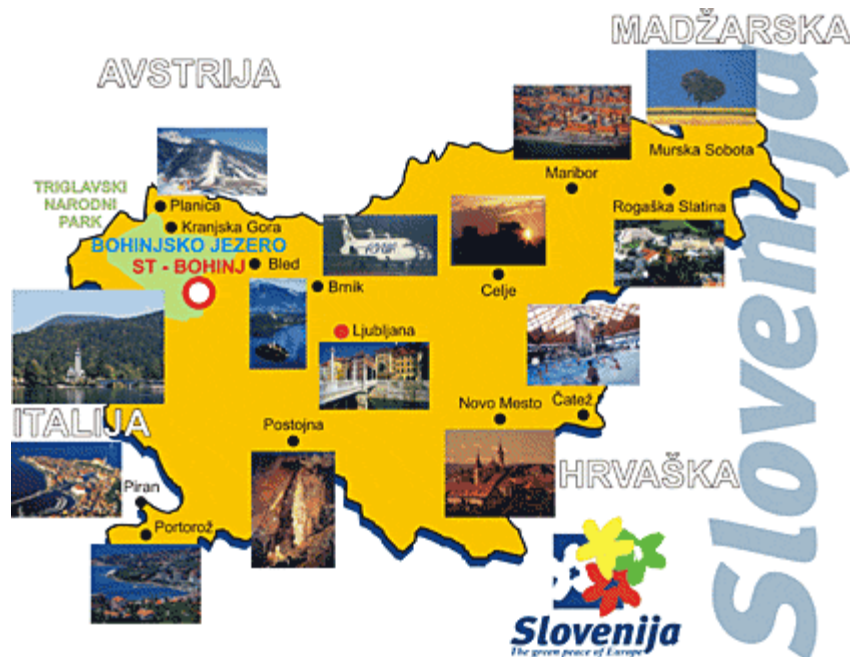 MADŽARSKA
AVSTRIJA
Slovenija
Murska Sobota
Maribor
TRIGLAVSKI
NARODNI
PARK
Planica
Rogaška Slatina
Kranjska Gora
BOHINJSKO JEZERO
ST - BOHINJ
Bled
Brnik
Celje
Ljubljana
Novo Mesto
Čatež
ITALIJA
Postojna
HRVAŠKA
Piran
Portorož
Slovenija
The green peace of Europe